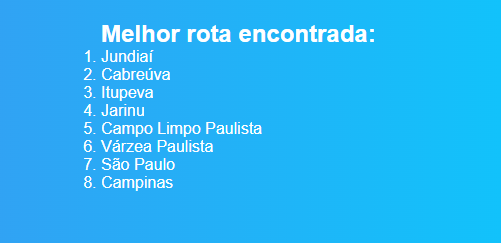 Melhor rota encontrada:
1. Jundiaí
2. Cabreúva
3. Itupeva
4. Jarinu
5. Campo Limpo Paulista
6. Várzea Paulista
7. São Paulo
8. Campinas